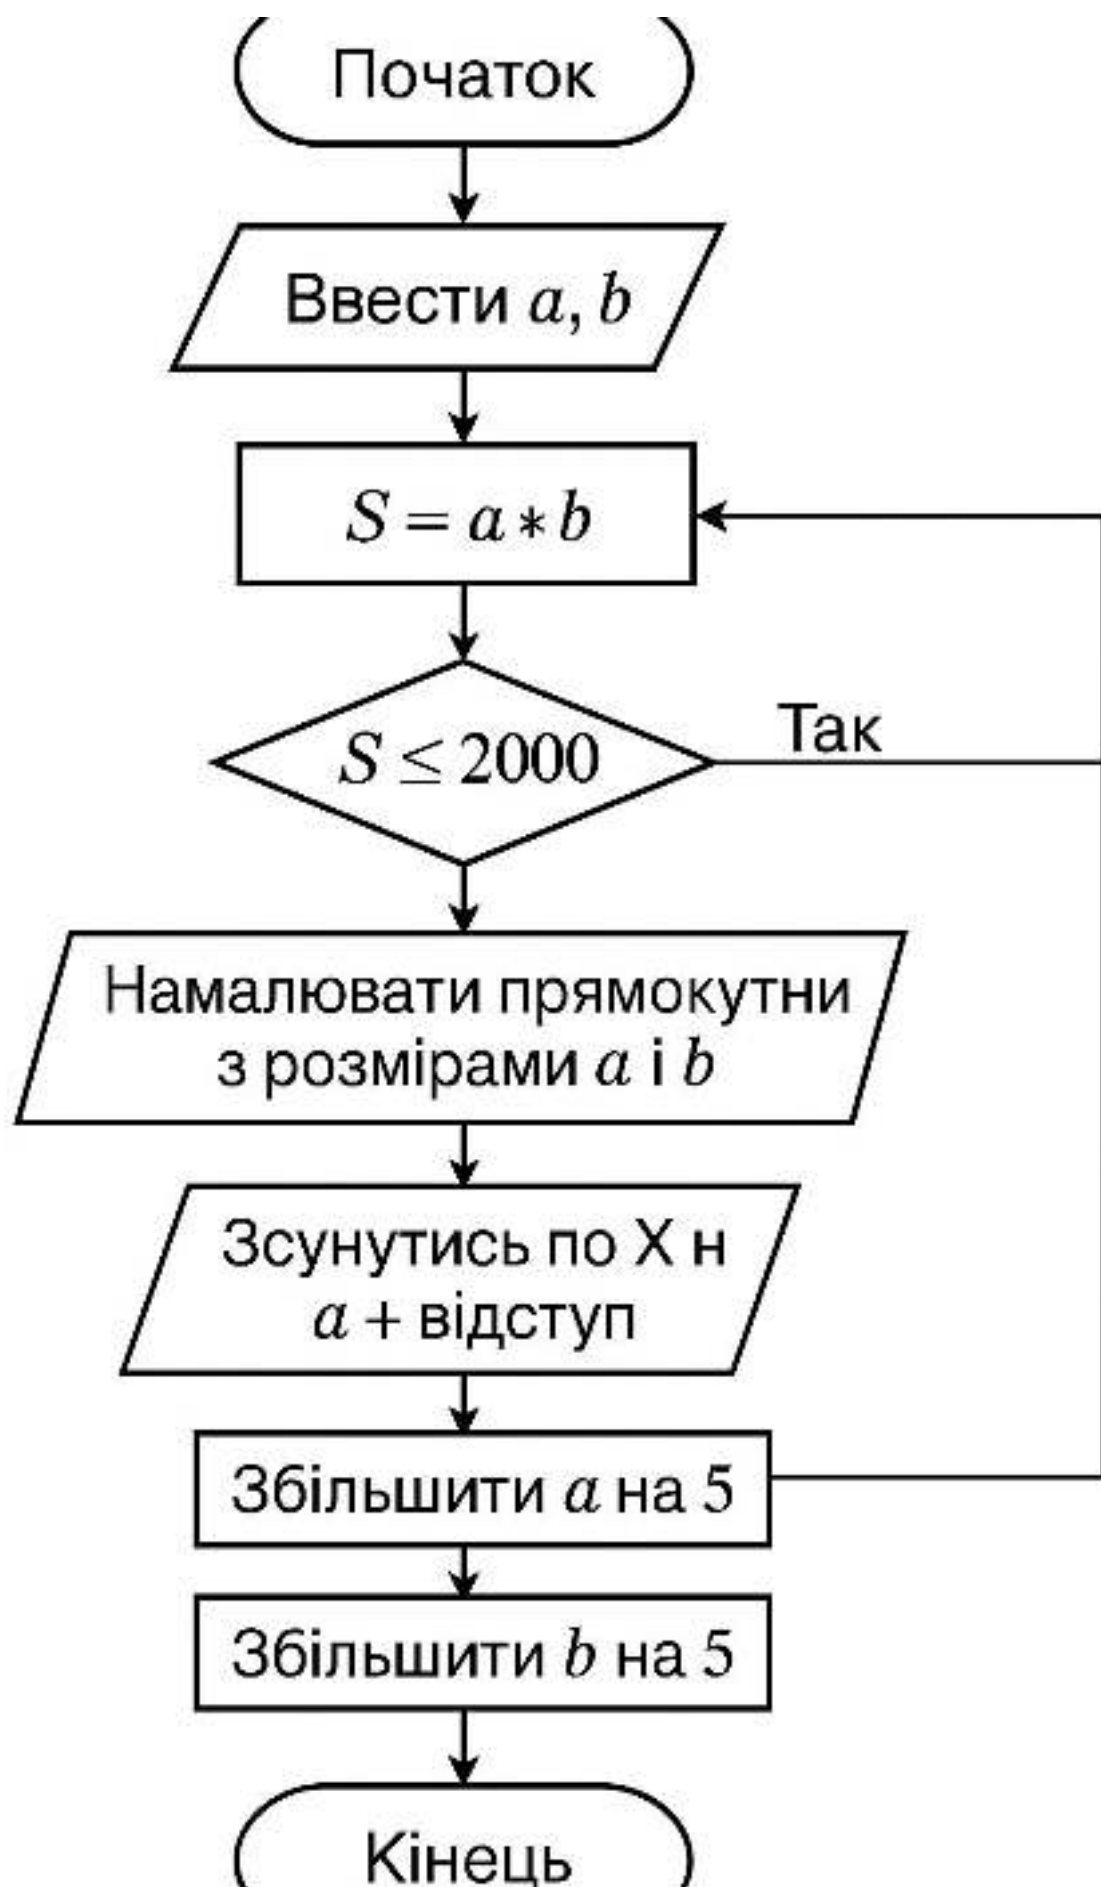 Початок
Ввести a, b
S = a * b
S ≤ 2000
Так
Намалювати прямокутни
з розмірами a і b
Зсунутись по X н
a + відступ
Збільшити a на 5
Збільшити b на 5
Кінець